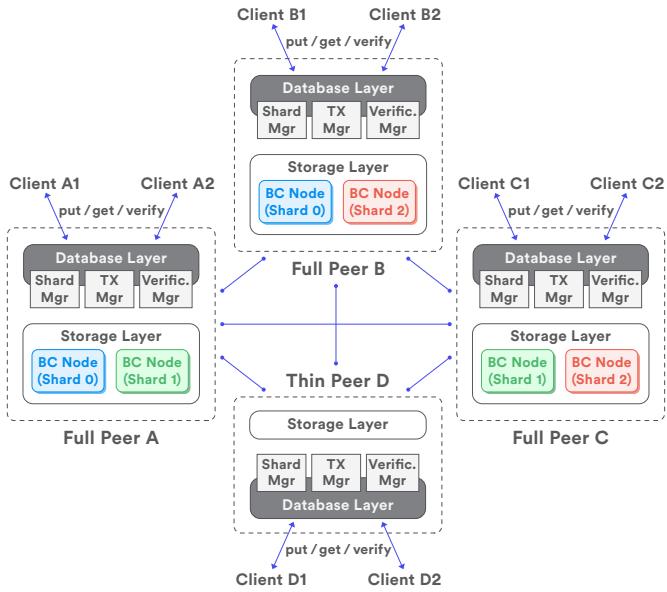 Client B1
Client B2
put / get / verify
Database Layer
Shard
Mgr
TX
Mgr
Verific.
Mgr
Storage Layer
BC Node
(Shard 0)
BC Node
(Shard 2)
Full Peer B
Client A1
Client A2
put / get / verify
Database Layer
Shard
Mgr
TX
Mgr
Verific.
Mgr
Storage Layer
BC Node
(Shard 0)
BC Node
(Shard 1)
Full Peer A
Client C1
Client C2
put / get / verify
Database Layer
Shard
Mgr
TX
Mgr
Verific.
Mgr
Storage Layer
BC Node
(Shard 1)
BC Node
(Shard 2)
Full Peer C
Thin Peer D
Storage Layer
Shard
Mgr
TX
Mgr
Verific.
Mgr
Database Layer
put / get / verify
Client D1
Client D2